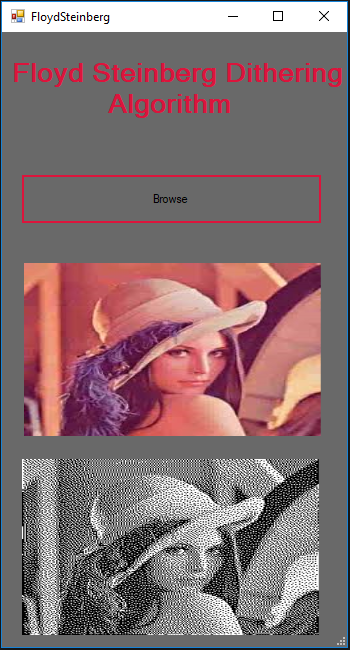 FloydSteinberg
Floyd Steinberg Dithering
Algorithm
Browse